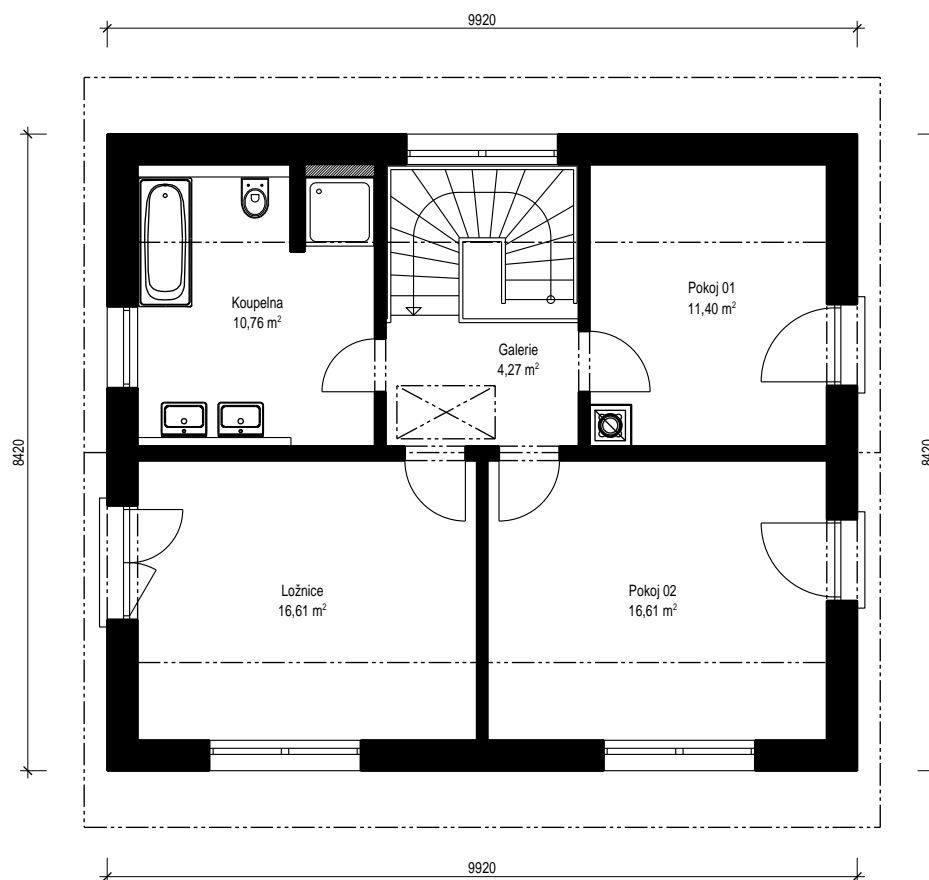 9920
Koupelna
10,76 m²
Pokoj 01
11,40 m²
Galerie
4,27 m²
8420
8420
Ložnice
16,61 m²
Pokoj 02
16,61 m²
9920